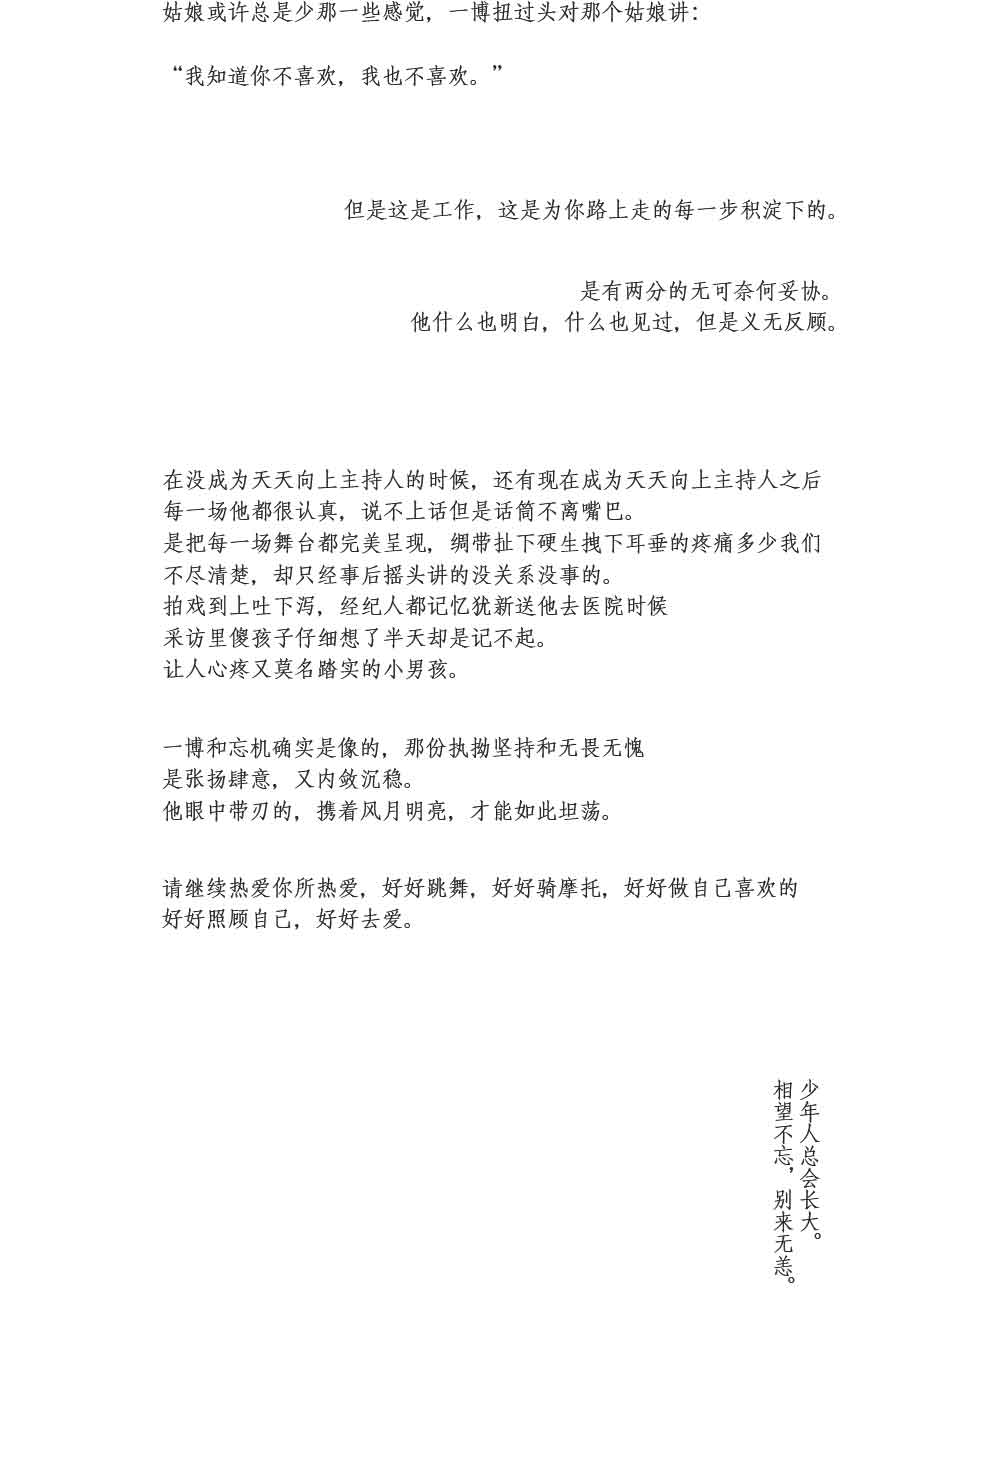 姑娘或许总是少那一些感觉，一博扭过头对那个姑娘讲：
“我知道你不喜欢，我也不喜欢。”
但是这是工作，这是为你路上走的每一步积淀下的。
是有两分的无可奈何妥协。
他什么也明白，什么也见过，但是义无反顾。
在没成为天天向上主持人的时候，还有现在成为天天向上主持人之后
每一场他都很认真，说不上话但是话筒不离嘴巴。
是把每一场舞台都完美呈现，绸带扯下硬生拽下耳垂的疼痛多少我们
不尽清楚，却只经事后摇头讲的没关系没事的。
拍戏到上吐下泻，经纪人都记忆犹新送他去医院时候
采访里傻孩子仔细想了半天却是记不起。
让人心疼又莫名踏实的小男孩。
一博和忘机确实是像的，那份执拗坚持和无畏无愧
是张扬肆意，又内敛沉稳。
他眼中带刃的，携着风月明亮，才能如此坦荡。
请继续热爱你所热爱，好好跳舞，好好骑摩托，好好做自己喜欢的
好好照顾自己，好好去爱。
少年人总会长大。
相望不忘，别来无恙。